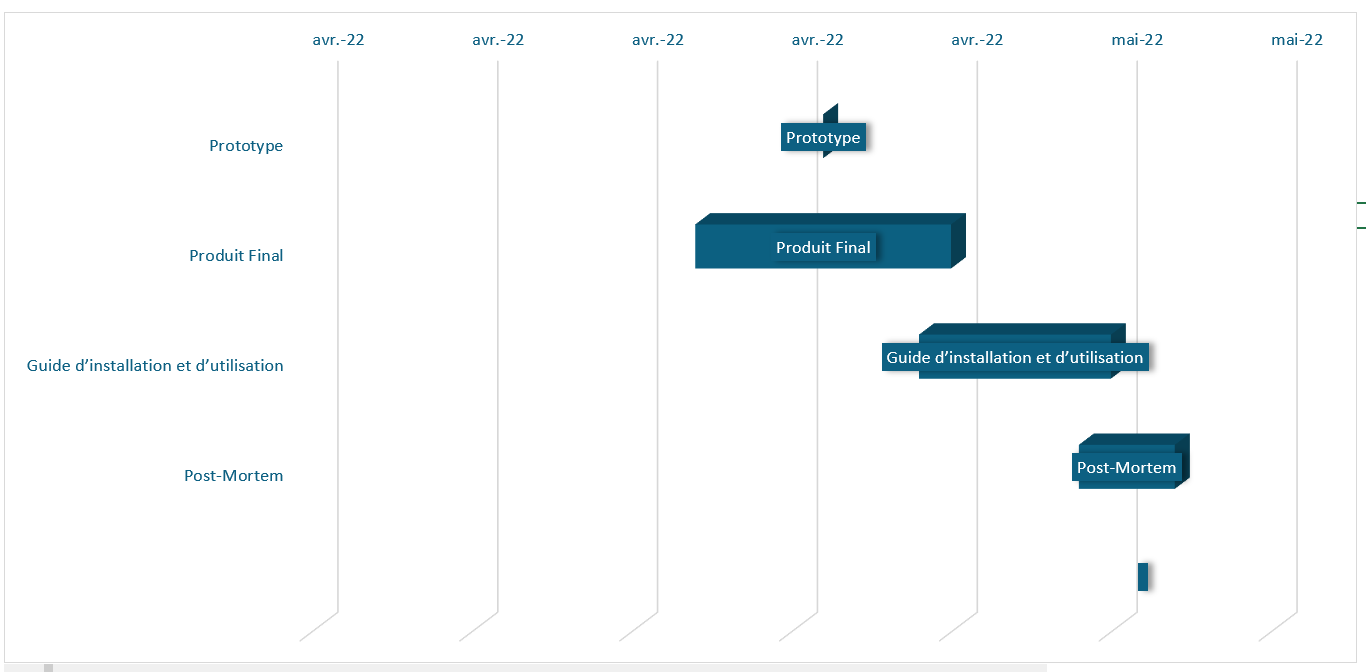 avr.-22 avr.-22 avr.-22 avr.-22 avr.-22 mai-22 mai-22
Prototype Prototype
Produit Final Produit Final
Guide d’installation et d’utilisation Guide d’installation et d’utilisation
Post-Mortem Post-Mortem